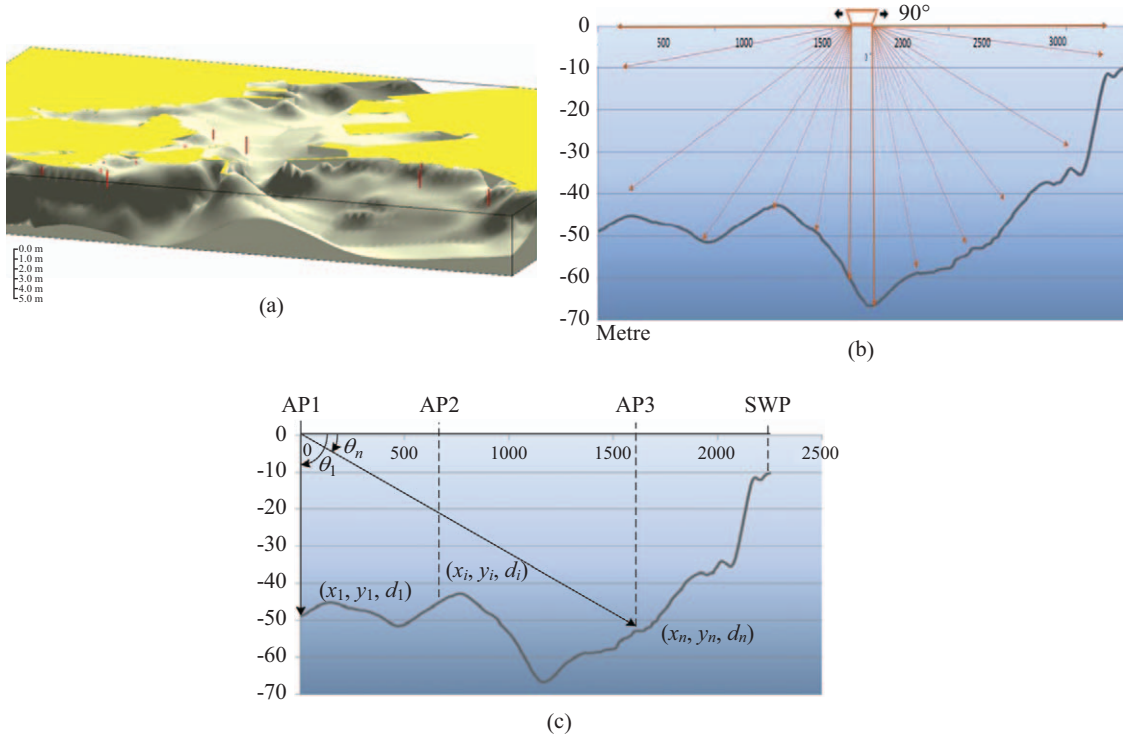 0.0 m
1.0 m
2.0 m
3.0 m
4.0 m
5.0 m
(a)
90°
0
-10
-20
-30
-40
-50
-60
-70
500 1000 1500 2000 2500 3000
Metre
(b)
AP1 AP2 AP3 SWP
0
-10
-20
-30
-40
-50
-60
-70
0 500 1000 1500 2000 2500
θn
θ1
(xi, yi, di)
(x1, y1, d1)
(xn, yn, dn)
(c)